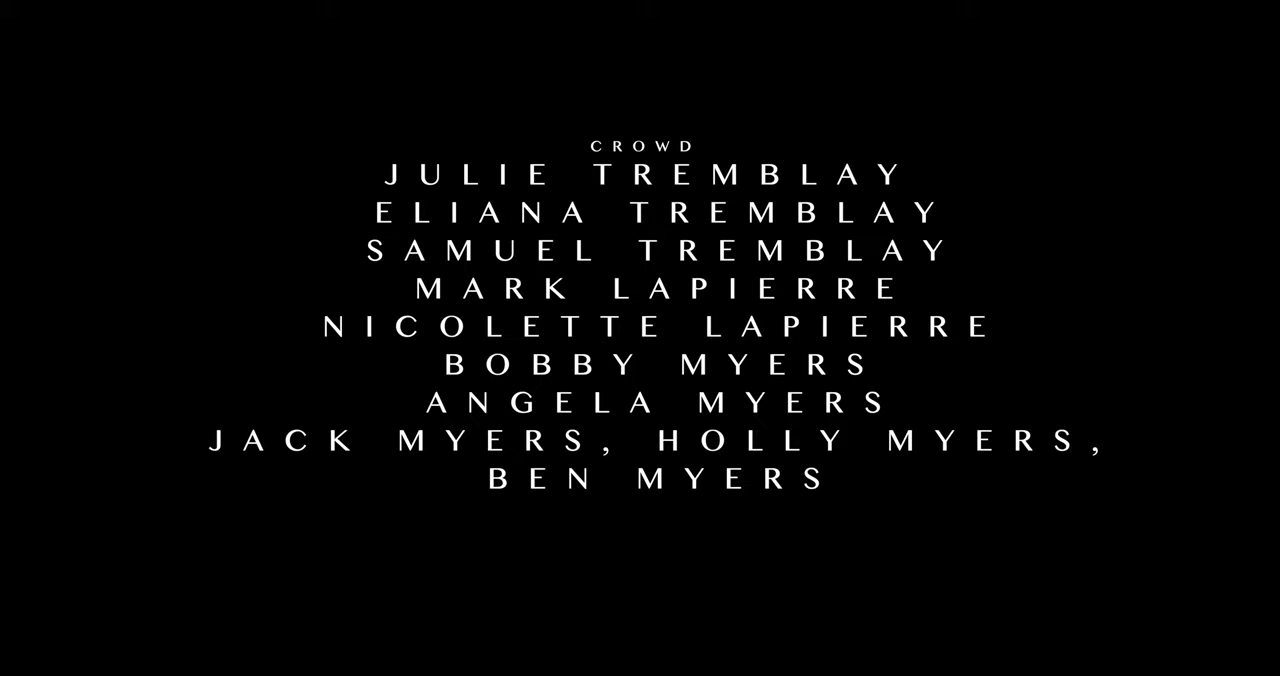 CROWD
JULIE TREMBLAY
ELIANA TREMBLAY
SAMUEL TREMBLAY
MARK LAPIERRE
NICOLETTE LAPIERRE
BOBBY MYERS
ANGELA MYERS
JACK MYERS, HOLLY MYERS,
BEN MYERS